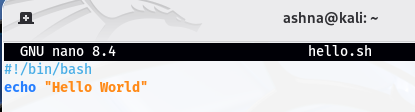 ashna@kali: ~
GNU nano 8.4 hello.sh
#!/bin/bash
echo "Hello World"